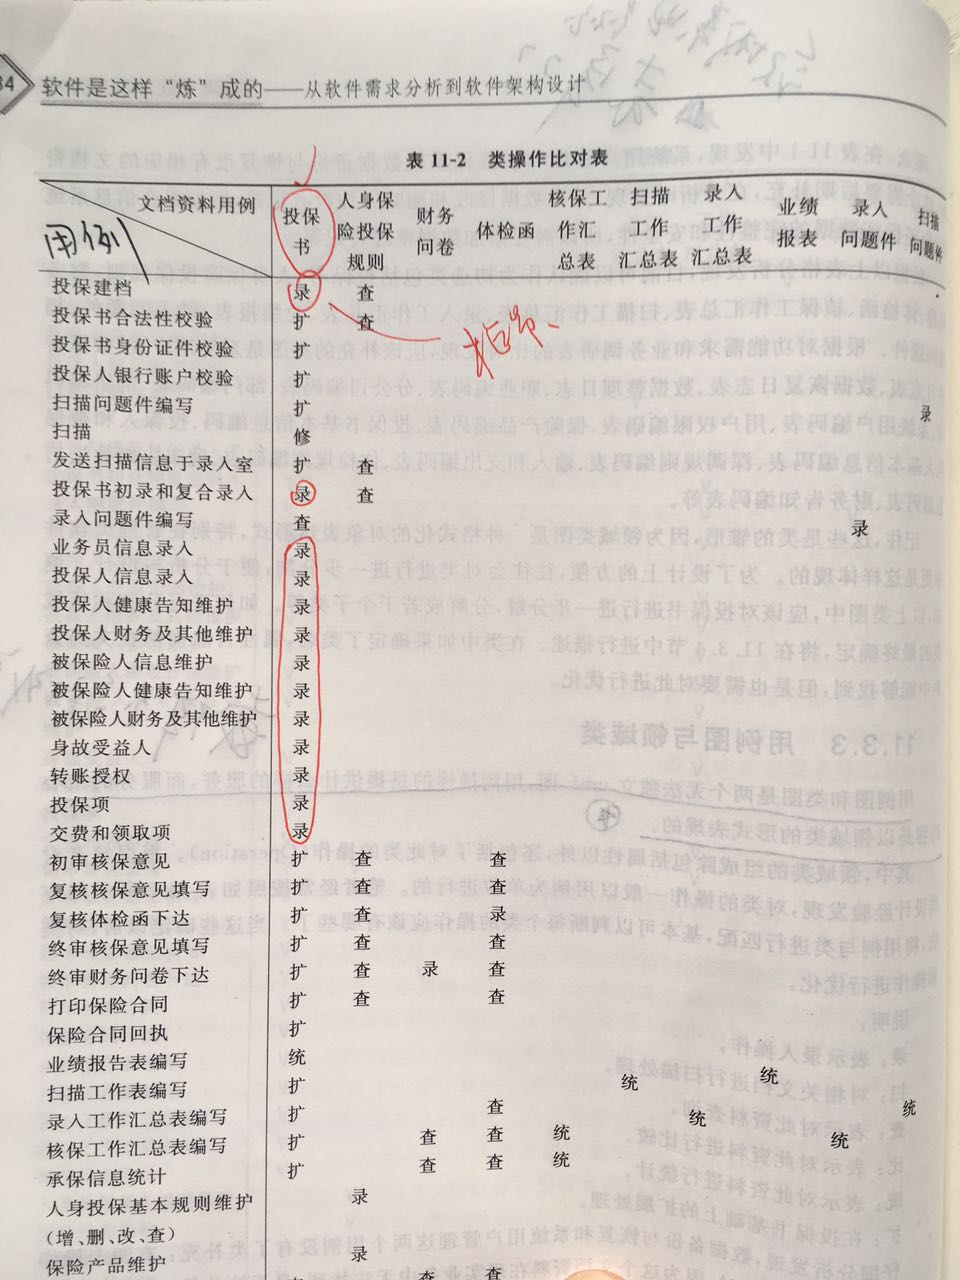 84 软件是这样“炼”成的——从软件需求分析到软件架构设计
表 11-2 类操作比对表
文档资料用例 投保书 人身保险投保规则 财务问卷 体检函 核保工作汇总表 扫描工作汇总表 录入工作汇总表 业绩报表 录入问题件 扫描问题件
用例
投保建档 录 查
投保书合法性校验 扩 查
投保书身份证件校验 扩
投保人银行账户校验 扩
扫描问题件编写 扩 录
扫描 修
发送扫描信息于录入室 扩 查
投保书初录和复合录入 录 查
录入问题件编写 查 录
业务员信息录入 录
投保人信息录入 录
投保人健康告知维护 录
投保人财务及其他维护 录
被保险人信息维护 录
被保险人健康告知维护 录
被保险人财务及其他维护 录
身故受益人 录
转账授权 录
投保项 录
交费和领取项 录
初审核保意见 扩 查 查
复核核保意见填写 扩 查 查
复核体检函下达 扩 查 录
终审核保意见填写 扩 查 查
终审财务问卷下达 扩 查 录 查
打印保险合同 扩 查 查
保险合同回执 扩
业绩报告表编写 统 统
扫描工作表编写 扩 统 统
录入工作汇总表编写 扩 查 统
核保工作汇总表编写 扩 查 查 统 统
承保信息统计 扩 查 查 统
人身投保基本规则维护 录
(增、删、改、查)
保险产品维护 录